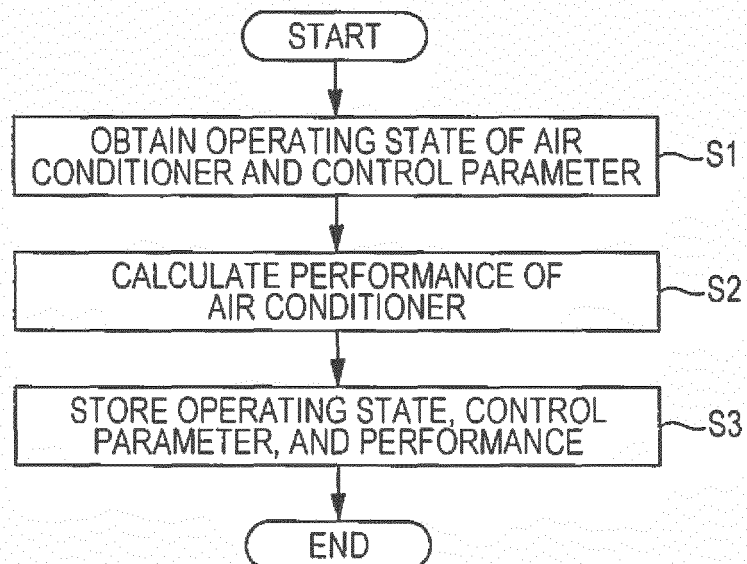 START
OBTAIN OPERATING STATE OF AIR
CONDITIONER AND CONTROL PARAMETER
S1
CALCULATE PERFORMANCE OF
AIR CONDITIONER
S2
STORE OPERATING STATE, CONTROL
PARAMETER, AND PERFORMANCE
S3
END